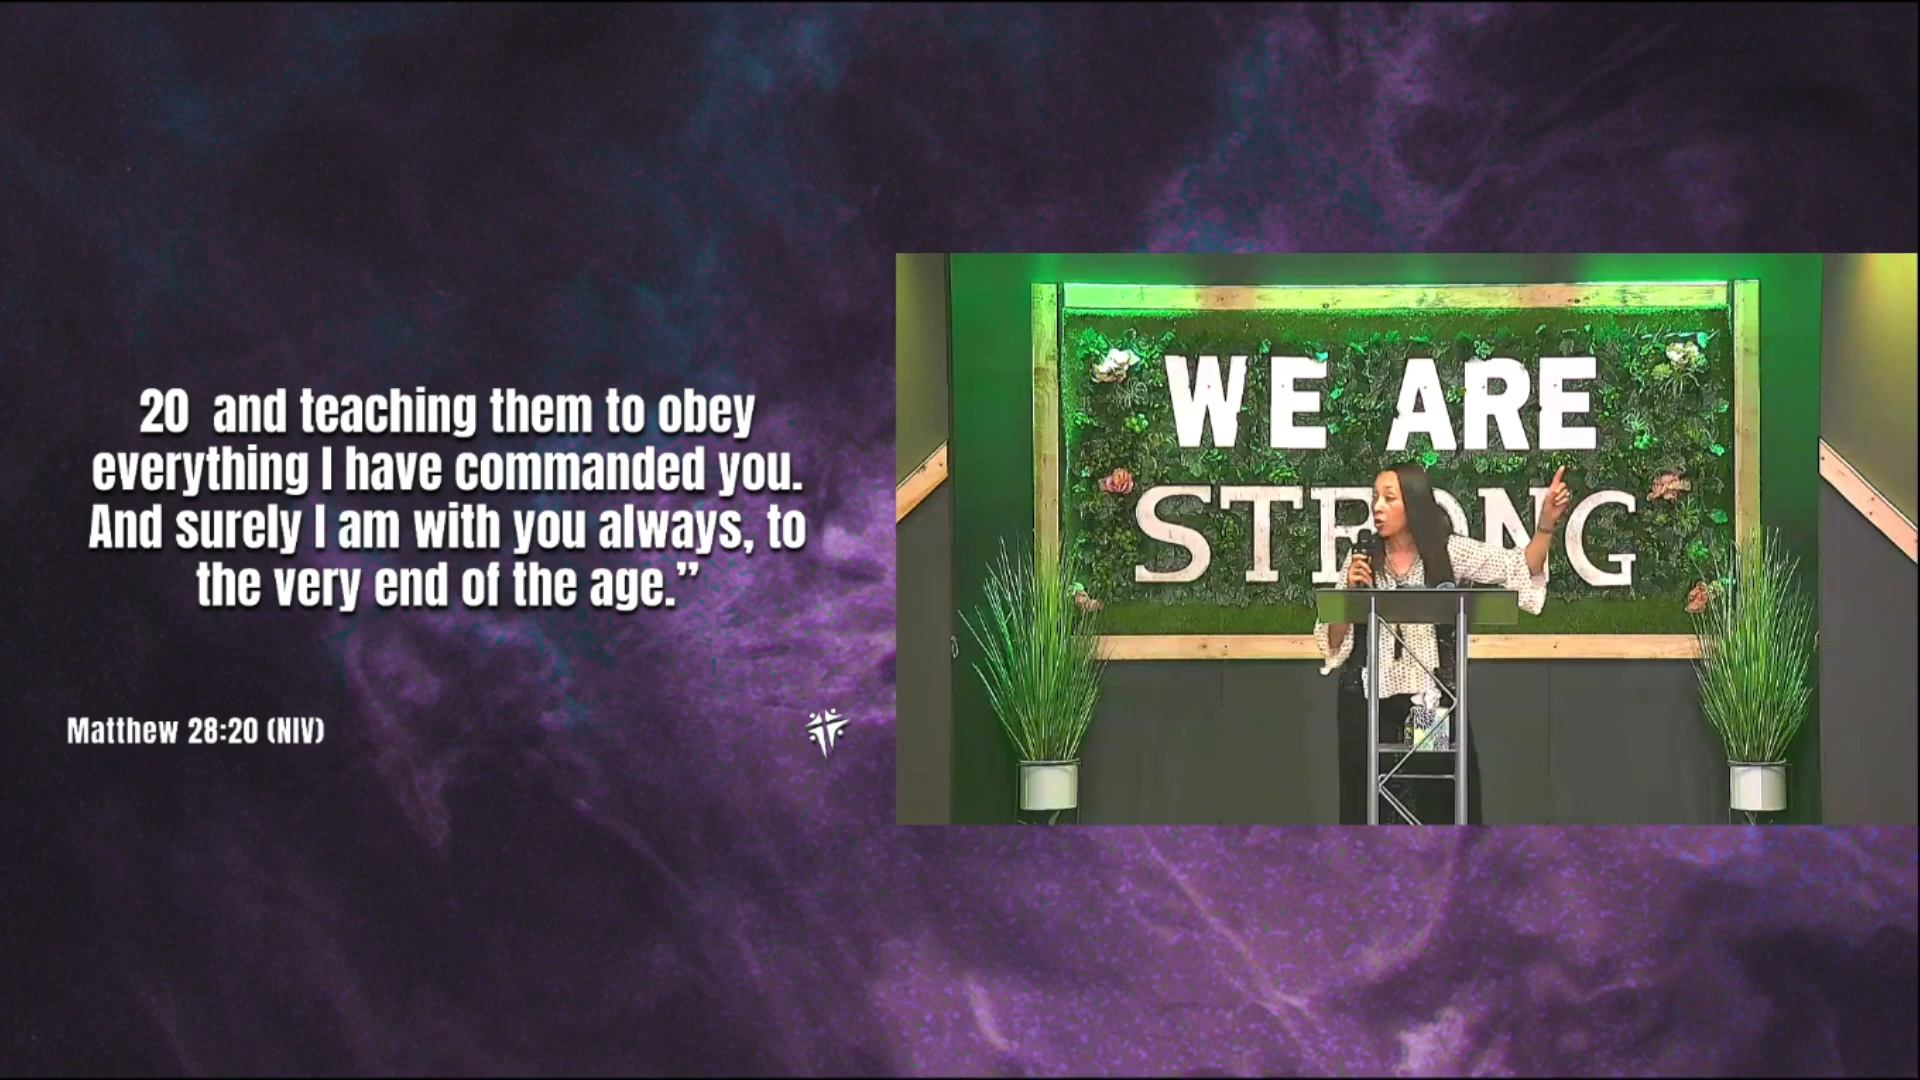 20  and teaching them to obey
everything I have commanded you.
And surely I am with you always, to
the very end of the age.”
Matthew 28:20 (NIV)
WE ARE
STRONG